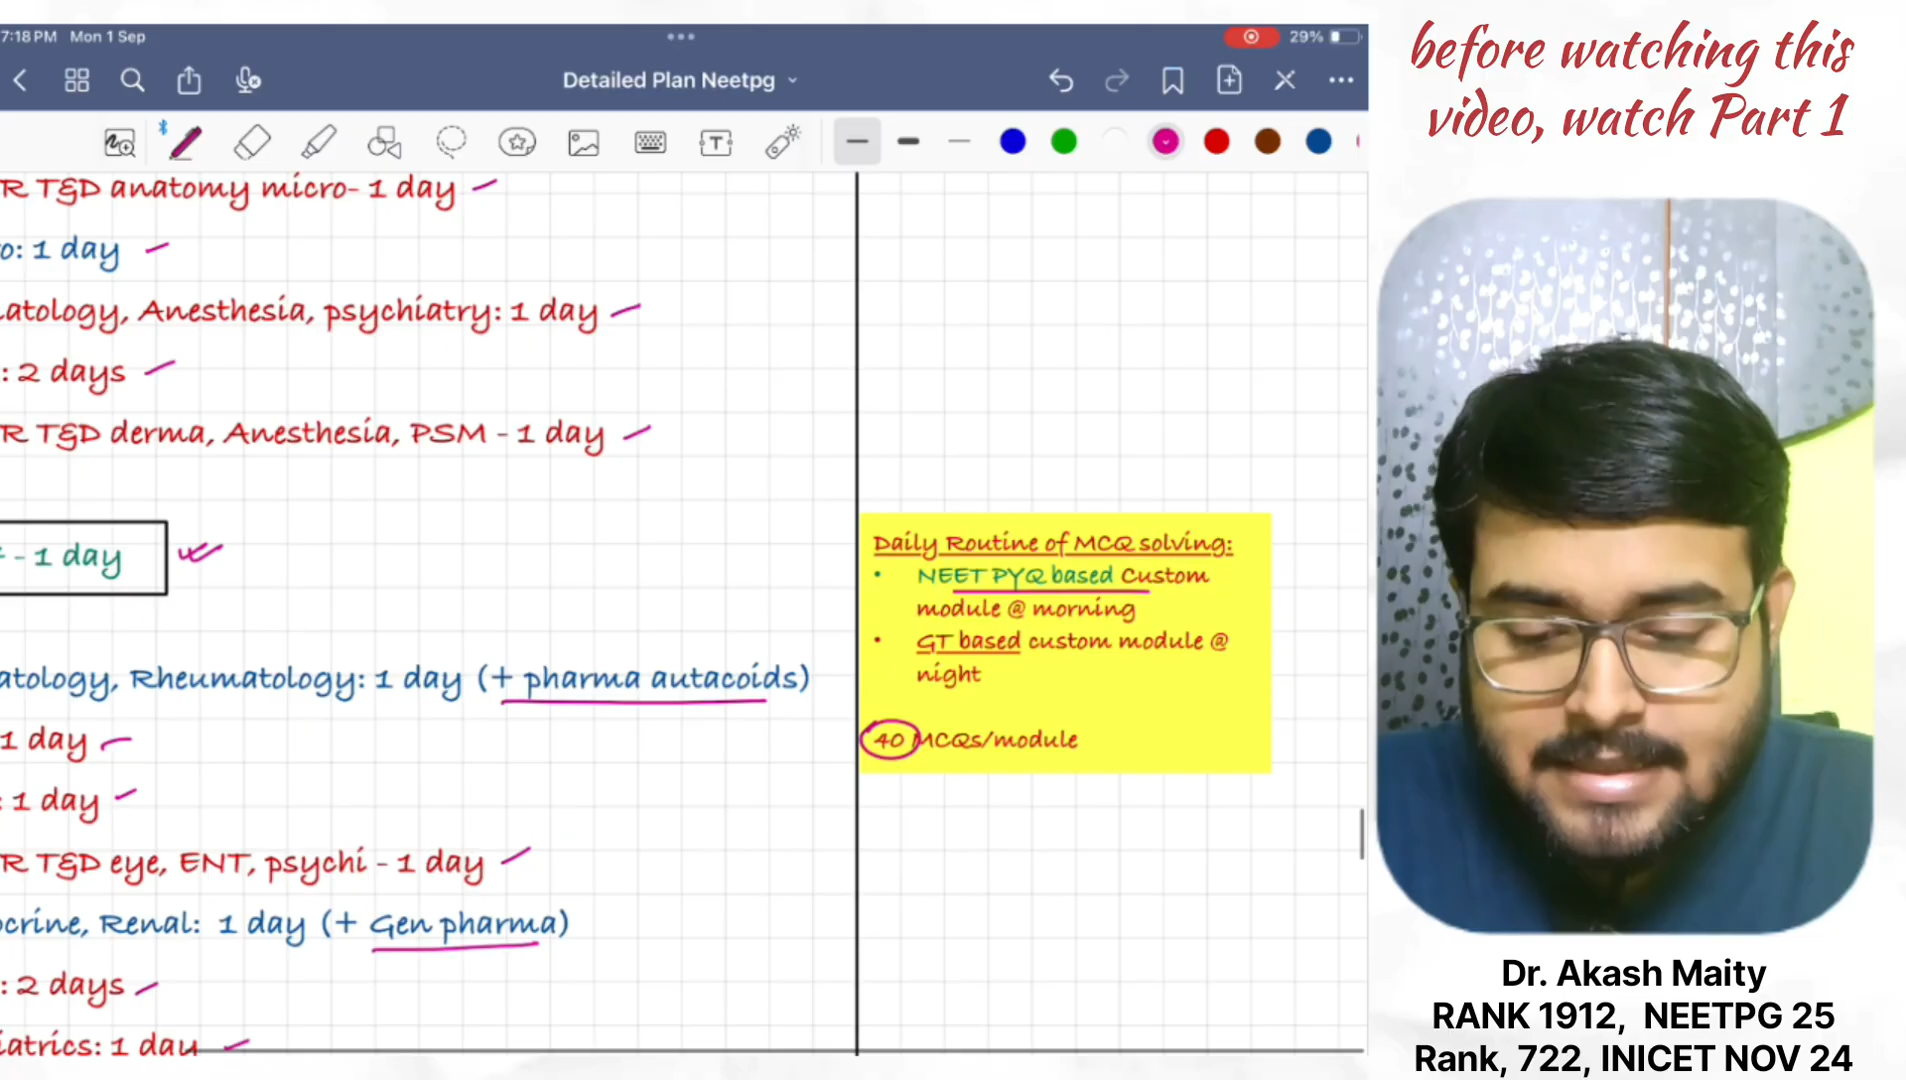 before watching this
video, watch Part 1
7:18 PM Mon 1 Sep
29%
Detailed Plan Neetpg
R T&D anatomy micro- 1 day
o: 1 day
atology, Anesthesia, psychiatry: 1 day
: 2 days
R T&D derma, Anesthesia, PSM - 1 day
- 1 day
Daily Routine of MCQ solving:
• NEET PYQ based Custom
module @ morning
• GT based custom module @
night
40 MCQs/module
atology, Rheumatology: 1 day (+ pharma autacoids)
1 day
: 1 day
R T&D eye, ENT, psychi - 1 day
ocrine, Renal: 1 day (+ Gen pharma)
: 2 days
iatrics: 1 day
Dr. Akash Maity
RANK 1912, NEETPG 25
Rank, 722, INICET NOV 24